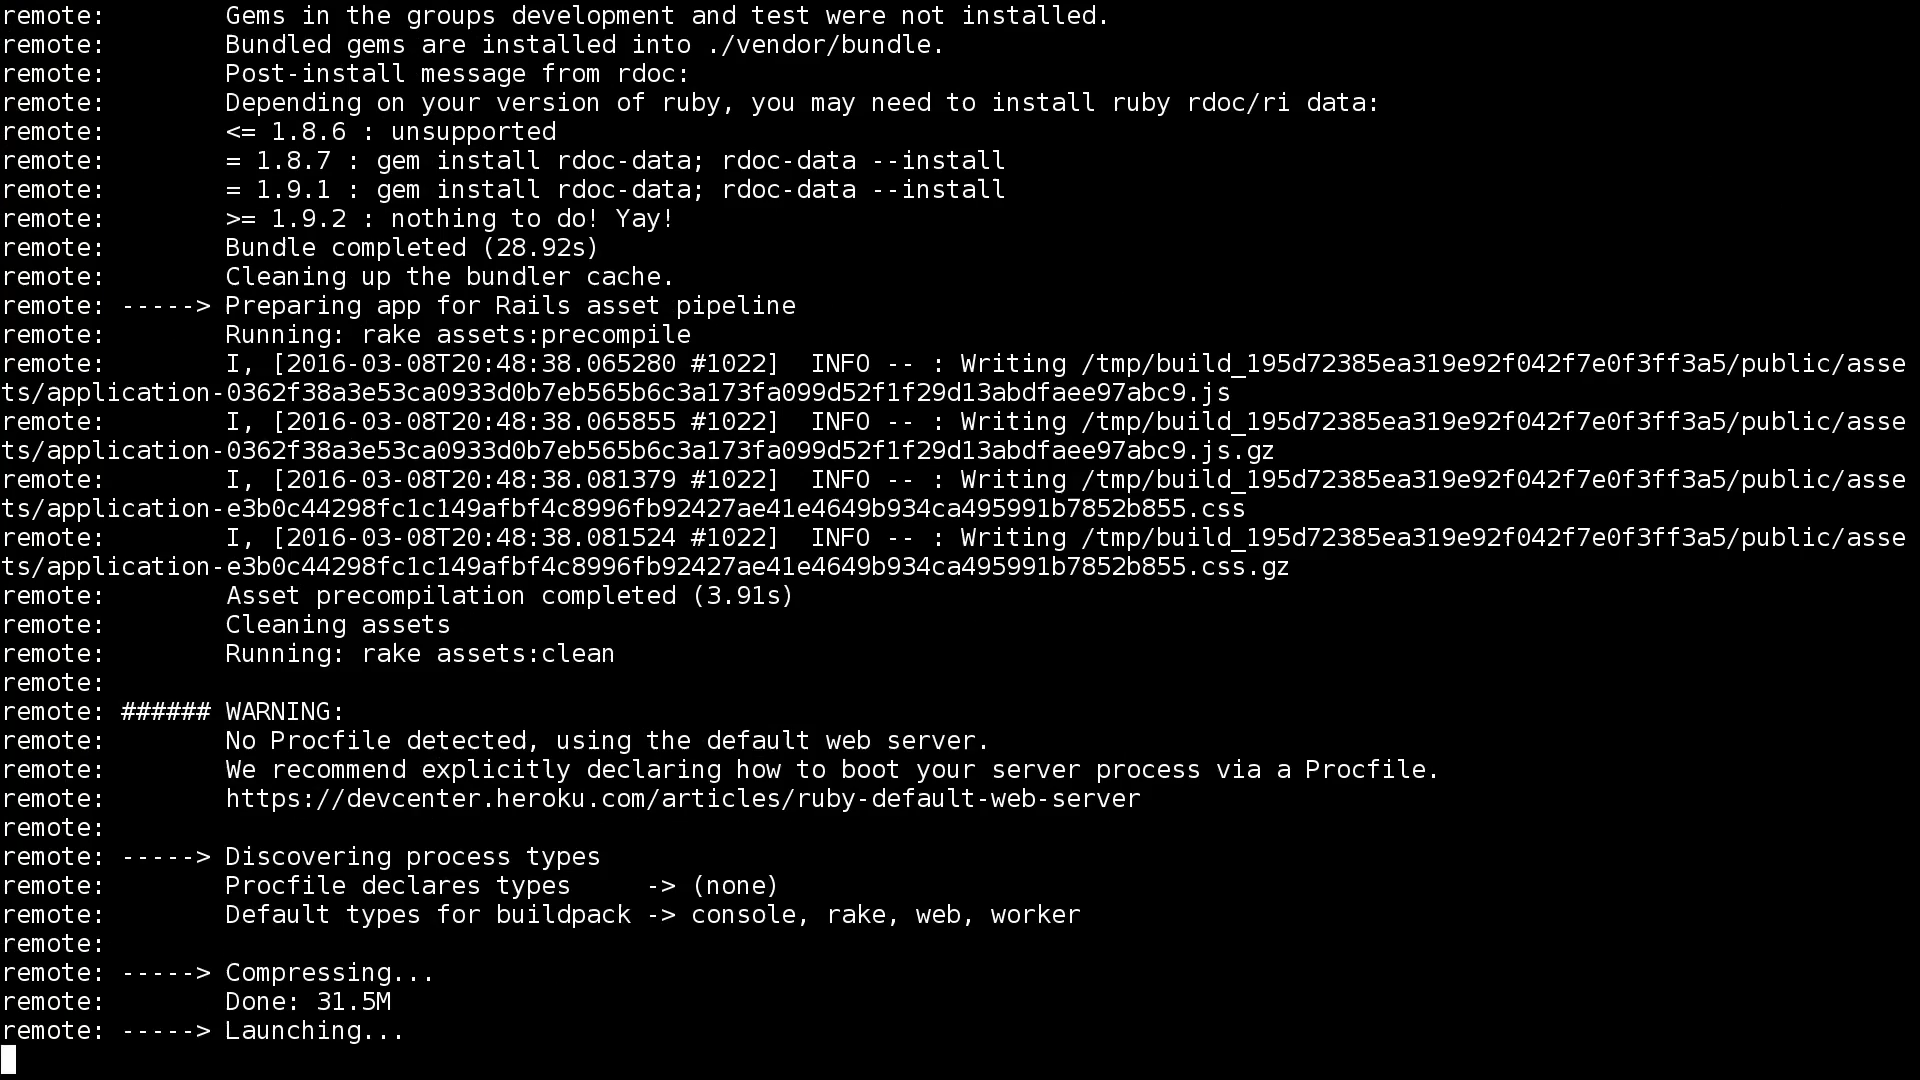 remote:        Gems in the groups development and test were not installed.
remote:        Bundled gems are installed into ./vendor/bundle.
remote:        Post-install message from rdoc:
remote:        Depending on your version of ruby, you may need to install ruby rdoc/ri data:
remote:        <= 1.8.6 : unsupported
remote:        = 1.8.7 : gem install rdoc-data; rdoc-data --install
remote:        = 1.9.1 : gem install rdoc-data; rdoc-data --install
remote:        >= 1.9.2 : nothing to do! Yay!
remote:        Bundle completed (28.92s)
remote:        Cleaning up the bundler cache.
remote: -----> Preparing app for Rails asset pipeline
remote:        Running: rake assets:precompile
remote:        I, [2016-03-08T20:48:38.065280 #1022]  INFO -- : Writing /tmp/build_195d72385ea319e92f042f7e0f3ff3a5/public/asse
ts/application-0362f38a3e53ca0933d0b7eb565b6c3a173fa099d52f1f29d13abdfaee97abc9.js
remote:        I, [2016-03-08T20:48:38.065855 #1022]  INFO -- : Writing /tmp/build_195d72385ea319e92f042f7e0f3ff3a5/public/asse
ts/application-0362f38a3e53ca0933d0b7eb565b6c3a173fa099d52f1f29d13abdfaee97abc9.js.gz
remote:        I, [2016-03-08T20:48:38.081379 #1022]  INFO -- : Writing /tmp/build_195d72385ea319e92f042f7e0f3ff3a5/public/asse
ts/application-e3b0c44298fc1c149afbf4c8996fb92427ae41e4649b934ca495991b7852b855.css
remote:        I, [2016-03-08T20:48:38.081524 #1022]  INFO -- : Writing /tmp/build_195d72385ea319e92f042f7e0f3ff3a5/public/asse
ts/application-e3b0c44298fc1c149afbf4c8996fb92427ae41e4649b934ca495991b7852b855.css.gz
remote:        Asset precompilation completed (3.91s)
remote:        Cleaning assets
remote:        Running: rake assets:clean
remote:
remote: ###### WARNING:
remote:        No Procfile detected, using the default web server.
remote:        We recommend explicitly declaring how to boot your server process via a Procfile.
remote:        https://devcenter.heroku.com/articles/ruby-default-web-server
remote:
remote: -----> Discovering process types
remote:        Procfile declares types     -> (none)
remote:        Default types for buildpack -> console, rake, web, worker
remote:
remote: -----> Compressing...
remote:        Done: 31.5M
remote: -----> Launching...